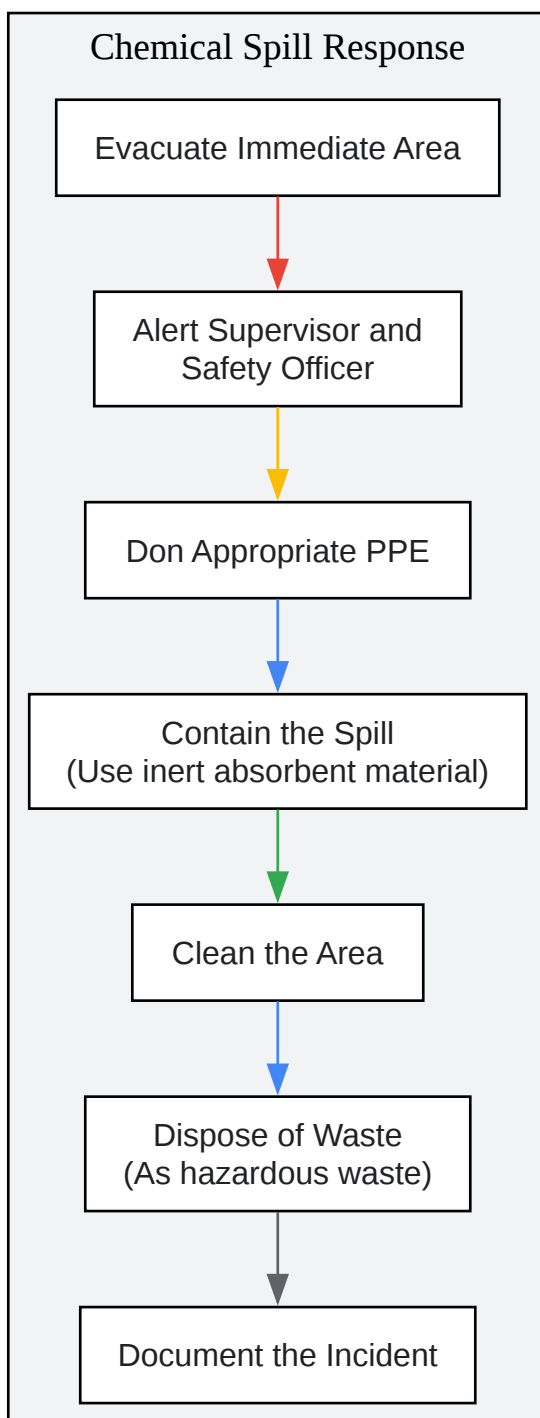 Chemical Spill Response
Evacuate Immediate Area
Alert Supervisor and
Safety Officer
Don Appropriate PPE
Contain the Spill
(Use inert absorbent material)
Clean the Area
Dispose of Waste
(As hazardous waste)
Document the Incident